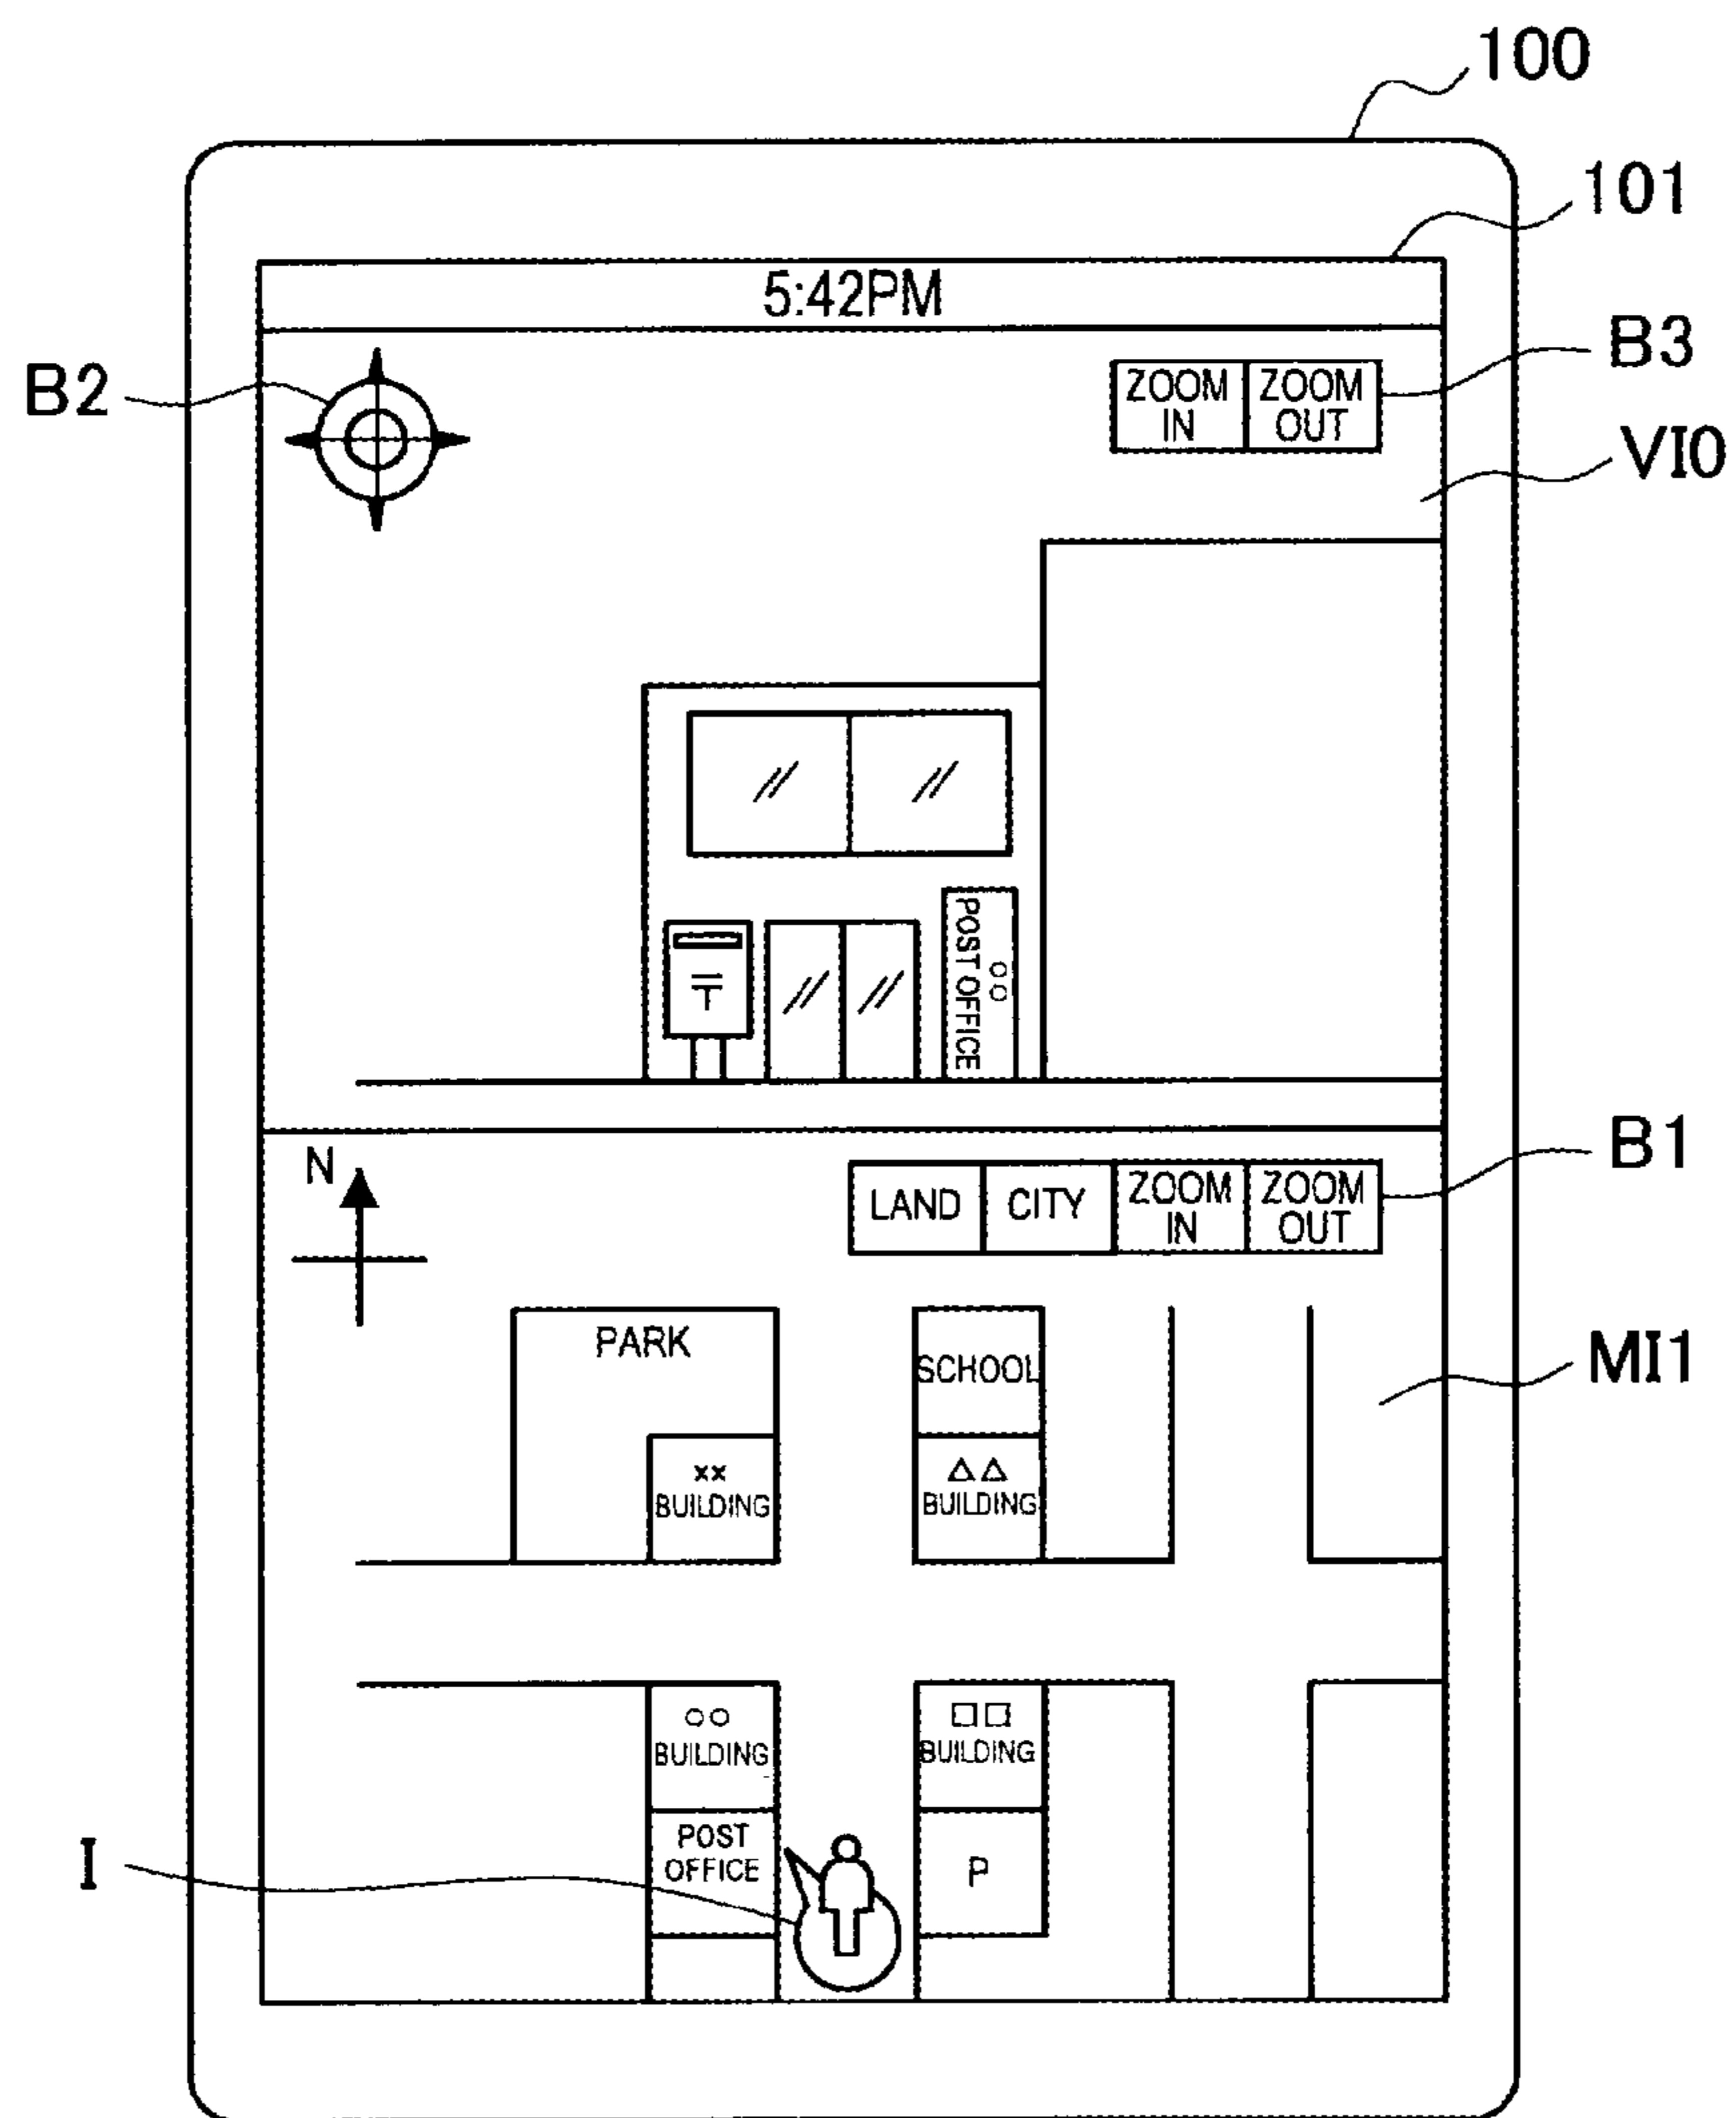 100
101
5:42PM
B2
ZOOM IN
ZOOM OUT
B3
VI0
〒
POST OFFICE
○○
N
LAND
CITY
ZOOM IN
ZOOM OUT
B1
PARK
SCHOOL
MI1
××
BUILDING
△△
BUILDING
○○
BUILDING
□□
BUILDING
POST
OFFICE
P
I